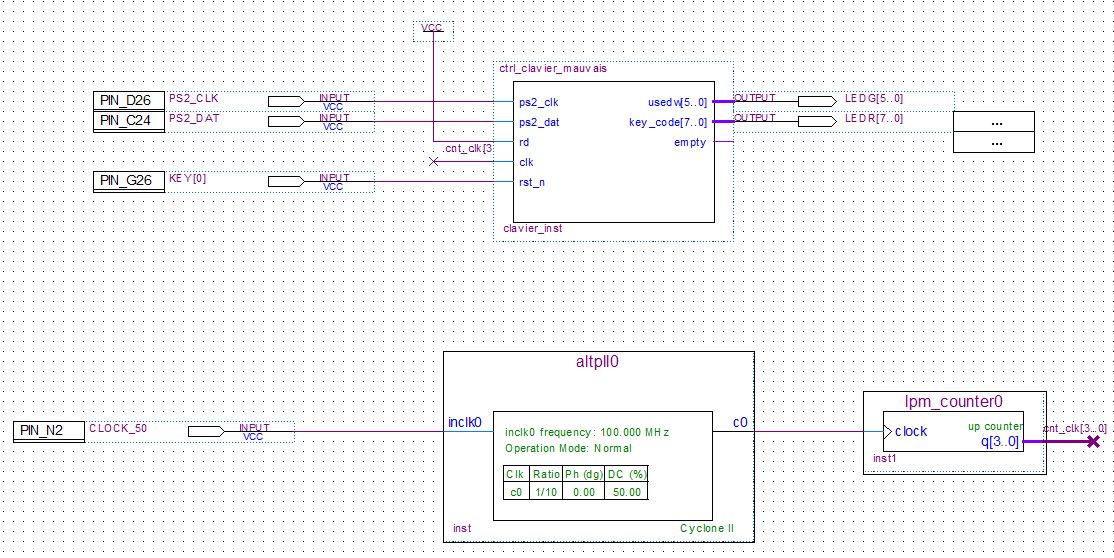 VCC
ctrl_clavier_mauvais
PIN_D26 PS2_CLK INPUT VCC ps2_clk usedw[5..0] OUTPUT LEDG[5..0]
PIN_C24 PS2_DAT INPUT VCC ps2_dat key_code[7..0] OUTPUT LEDR[7..0] ...
rd empty ...
cnt_clk[3
clk
PIN_G26 KEY[0] INPUT VCC rst_n
clavier_inst
altpll0
lpm_counter0
PIN_N2 CLOCK_50 INPUT VCC inclk0 c0
inclk0 frequency: 100.000 MHz
Operation Mode: Normal
Clk Ratio Ph (dg) DC (%)
c0 1/10 0.00 50.00
inst Cyclone II
clock up counter
q[3..0] cnt_clk[3..0]
inst1